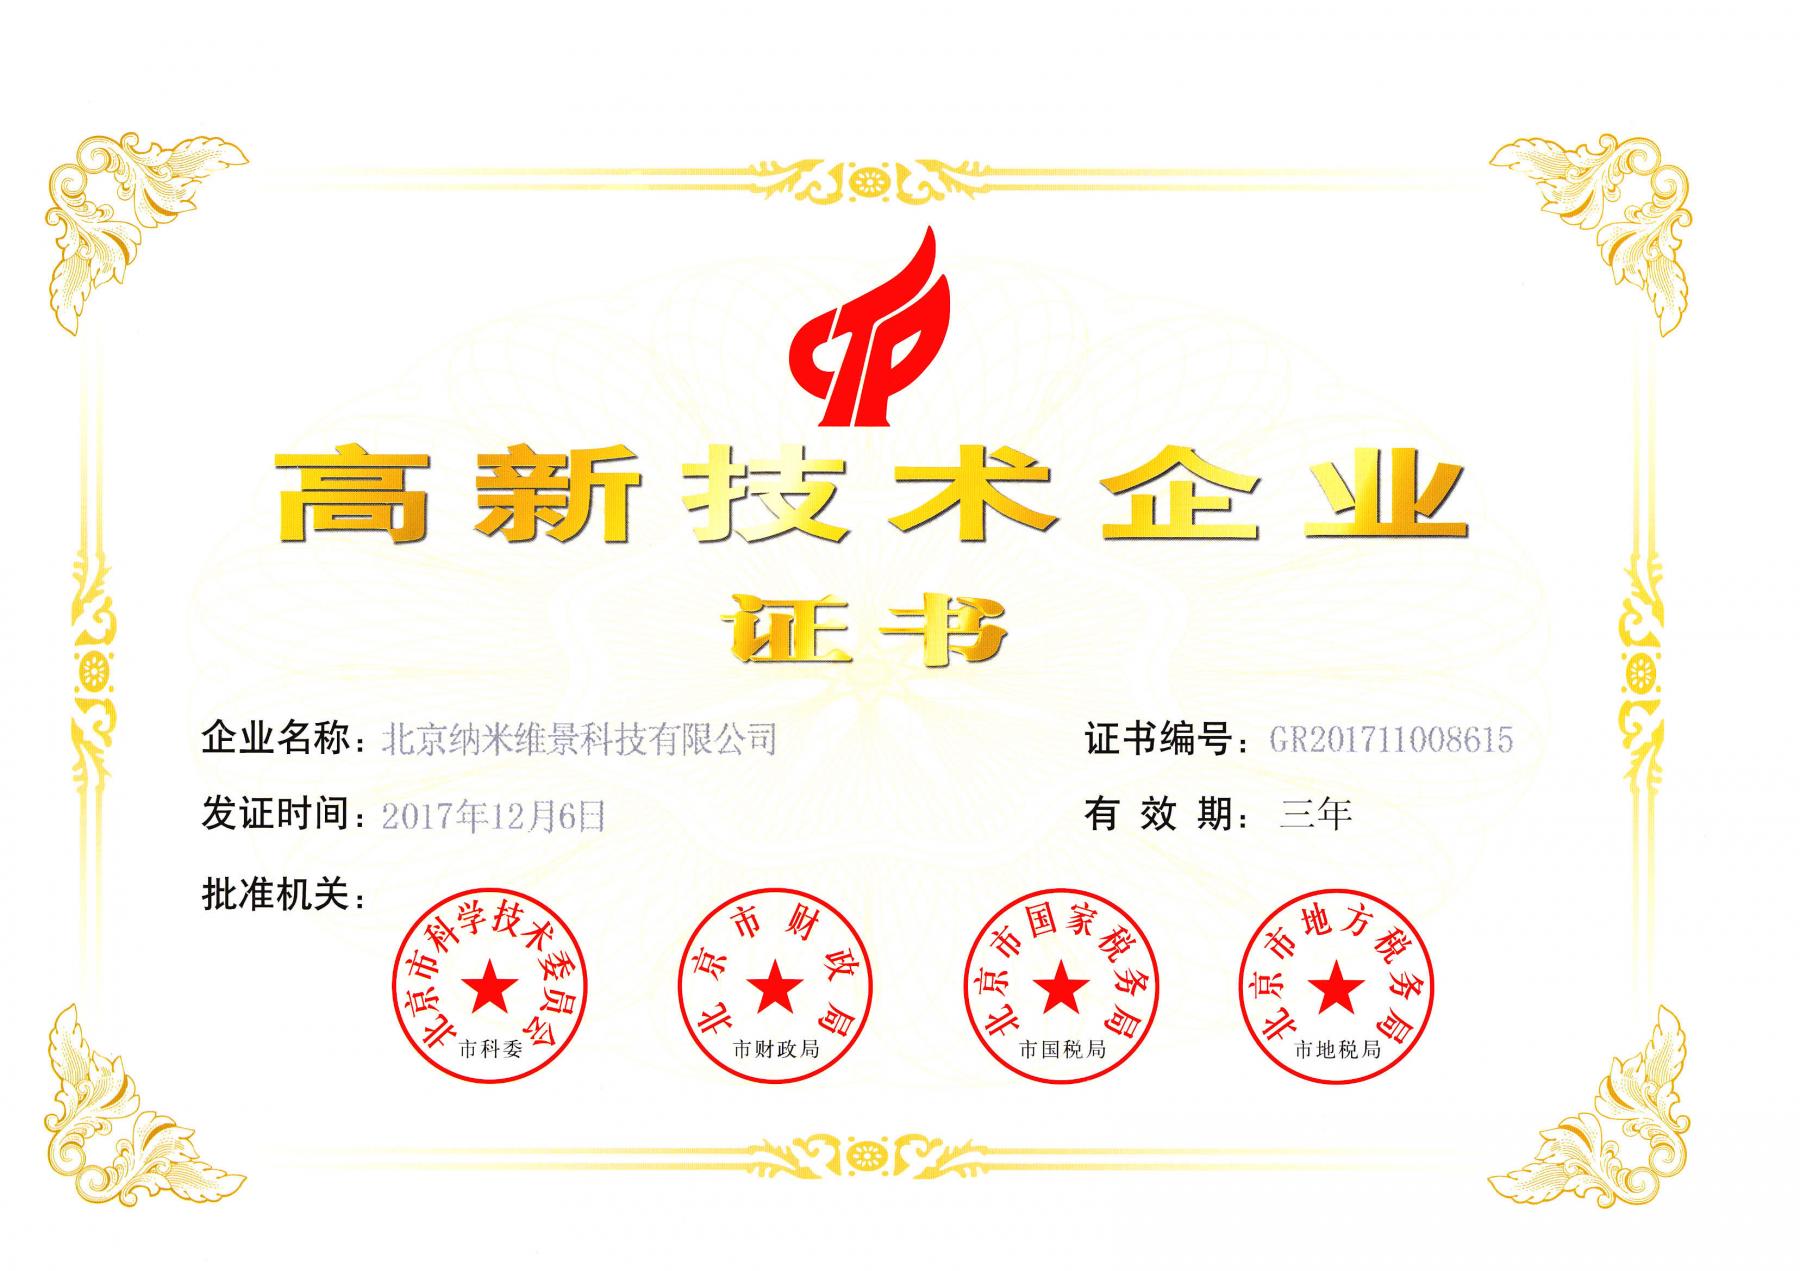 高新技术企业
证书
企业名称：北京纳米维景科技有限公司
证书编号：GR201711008615
发证时间：2017年12月6日
有效期：三年
批准机关：
北京市科学技术委员会
市科委
北京市财政局
市财政局
北京市国家税务局
市国税局
北京市地方税务局
市地税局